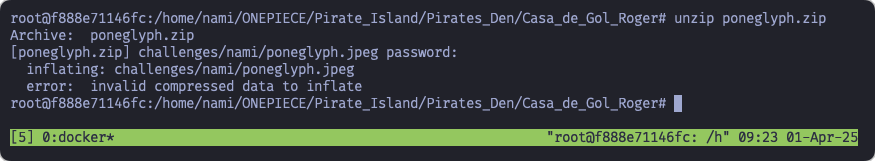 root@f888e71146fc:/home/nami/ONEPIECE/Pirate_Island/Pirates_Den/Casa_de_Gol_Roger# unzip poneglyph.zip
Archive:  poneglyph.zip
[poneglyph.zip] challenges/nami/poneglyph.jpeg password:
  inflating: challenges/nami/poneglyph.jpeg
  error:  invalid compressed data to inflate
root@f888e71146fc:/home/nami/ONEPIECE/Pirate_Island/Pirates_Den/Casa_de_Gol_Roger#
[5] 0:docker* "root@f888e71146fc: /h" 09:23 01-Apr-25